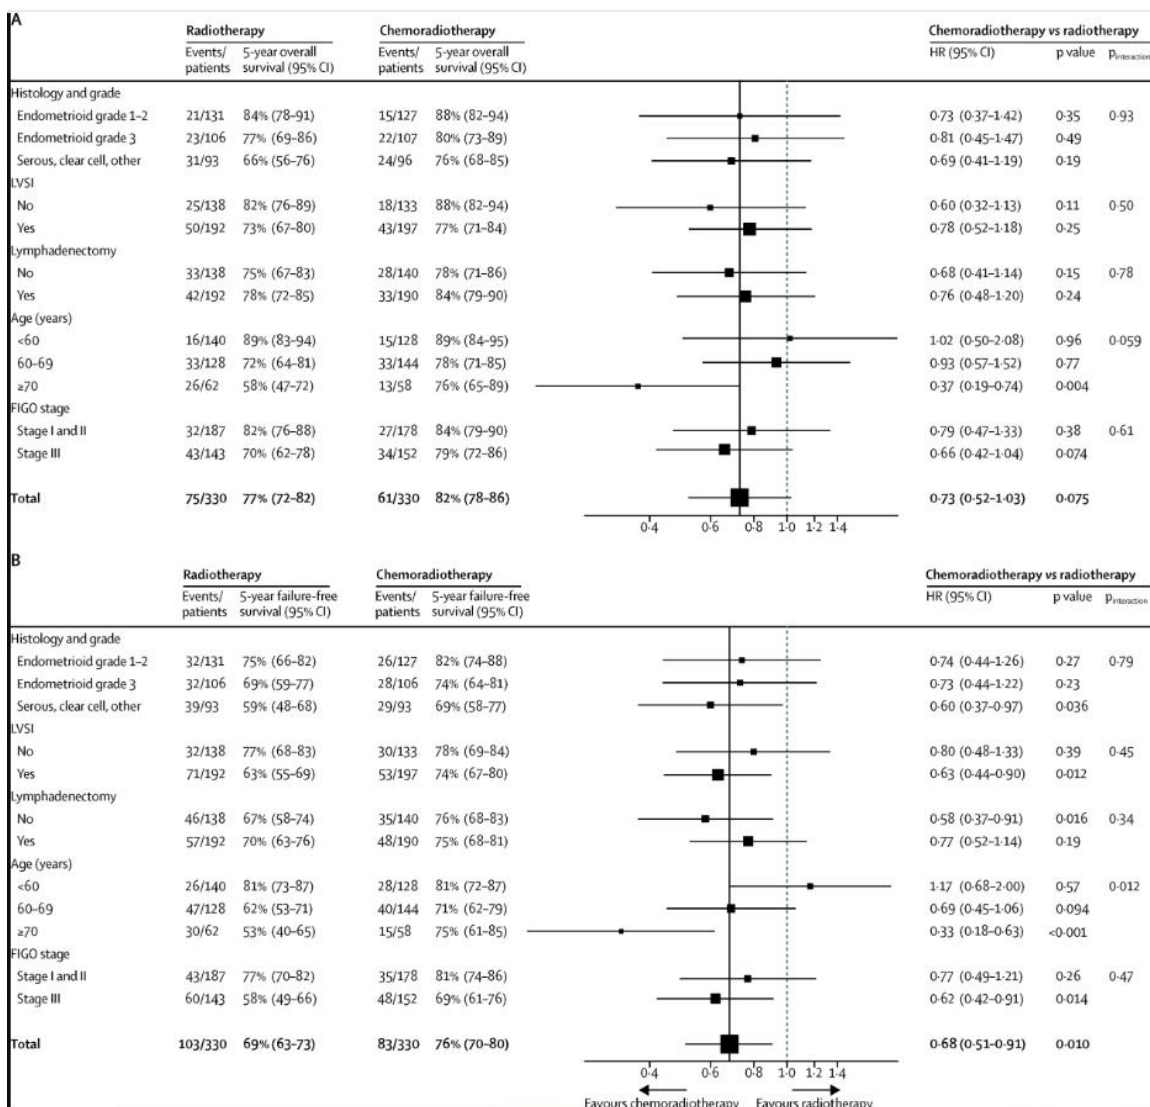 A
Radiotherapy Chemoradiotherapy Chemoradiotherapy vs radiotherapy
Events/ patients 5-year overall survival (95% CI) Events/ patients 5-year overall survival (95% CI) HR (95% CI) p value pinteraction
Histology and grade
Endometrioid grade 1–2 21/131 84% (78–91) 15/127 88% (82–94) 0·73 (0·37–1·42) 0·35 0·93
Endometrioid grade 3 23/106 77% (69–86) 22/107 80% (73–89) 0·81 (0·45–1·47) 0·49
Serous, clear cell, other 31/93 66% (56–76) 24/96 76% (68–85) 0·69 (0·41–1·19) 0·19
LVSI
No 25/138 82% (76–89) 18/133 88% (82–94) 0·60 (0·32–1·13) 0·11 0·50
Yes 50/192 73% (67–80) 43/197 77% (71–84) 0·78 (0·52–1·18) 0·25
Lymphadenectomy
No 33/138 75% (67–83) 28/140 78% (71–86) 0·68 (0·41–1·14) 0·15 0·78
Yes 42/192 78% (72–85) 33/190 84% (79–90) 0·76 (0·48–1·20) 0·24
Age (years)
<60 16/140 89% (83–94) 15/128 89% (84–95) 1·02 (0·50–2·08) 0·96 0·059
60–69 33/128 72% (64–81) 33/144 78% (71–85) 0·93 (0·57–1·52) 0·77
≥70 26/62 58% (47–72) 13/58 76% (65–89) 0·37 (0·19–0·74) 0·004
FIGO stage
Stage I and II 32/187 82% (76–88) 27/178 84% (79–90) 0·79 (0·47–1·33) 0·38 0·61
Stage III 43/143 70% (62–78) 34/152 79% (72–86) 0·66 (0·42–1·04) 0·074
Total 75/330 77% (72–82) 61/330 82% (78–86) 0·73 (0·52–1·03) 0·075
0·4 0·6 0·8 1·0 1·2 1·4
B
Radiotherapy Chemoradiotherapy Chemoradiotherapy vs radiotherapy
Events/ patients 5-year failure-free survival (95% CI) Events/ patients 5-year failure-free survival (95% CI) HR (95% CI) p value pinteraction
Histology and grade
Endometrioid grade 1–2 32/131 75% (66–82) 26/127 82% (74–88) 0·74 (0·44–1·26) 0·27 0·79
Endometrioid grade 3 32/106 69% (59–77) 28/106 74% (64–81) 0·73 (0·44–1·22) 0·23
Serous, clear cell, other 39/93 59% (48–68) 29/93 69% (58–77) 0·60 (0·37–0·97) 0·036
LVSI
No 32/138 77% (68–83) 30/133 78% (69–84) 0·80 (0·48–1·33) 0·39 0·45
Yes 71/192 63% (55–69) 53/197 74% (67–80) 0·63 (0·44–0·90) 0·012
Lymphadenectomy
No 46/138 67% (58–74) 35/140 76% (68–83) 0·58 (0·37–0·91) 0·016 0·34
Yes 57/192 70% (63–76) 48/190 75% (68–81) 0·77 (0·52–1·14) 0·19
Age (years)
<60 26/140 81% (73–87) 28/128 81% (72–87) 1·17 (0·68–2·00) 0·57 0·012
60–69 47/128 62% (53–71) 40/144 71% (62–79) 0·69 (0·45–1·06) 0·094
≥70 30/62 53% (40–65) 15/58 75% (61–85) 0·33 (0·18–0·63) <0·001
FIGO stage
Stage I and II 43/187 77% (70–82) 35/178 81% (74–86) 0·77 (0·49–1·21) 0·26 0·47
Stage III 60/143 58% (49–66) 48/152 69% (61–76) 0·62 (0·42–0·91) 0·014
Total 103/330 69% (63–73) 83/330 76% (70–80) 0·68 (0·51–0·91) 0·010
0·4 0·6 0·8 1·0 1·2 1·4
Favours chemoradiotherapy Favours radiotherapy